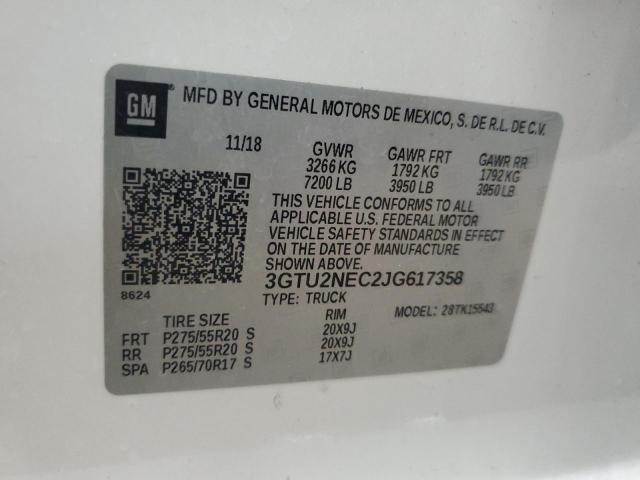 GM ® MFD BY GENERAL MOTORS DE MEXICO, S. DE R.L. DE C.V.
11/18 GVWR GAWR FRT GAWR RR
3266 KG 1792 KG 1792 KG
7200 LB 3950 LB 3950 LB
THIS VEHICLE CONFORMS TO ALL
APPLICABLE U.S. FEDERAL MOTOR
VEHICLE SAFETY STANDARDS IN EFFECT
ON THE DATE OF MANUFACTURE
SHOWN ABOVE.
8624 3GTU2NEC2JG617358
TYPE: TRUCK MODEL: 28TK15543
TIRE SIZE RIM
FRT P275/55R20 S 20X9J
RR P275/55R20 S 20X9J
SPA P265/70R17 S 17X7J